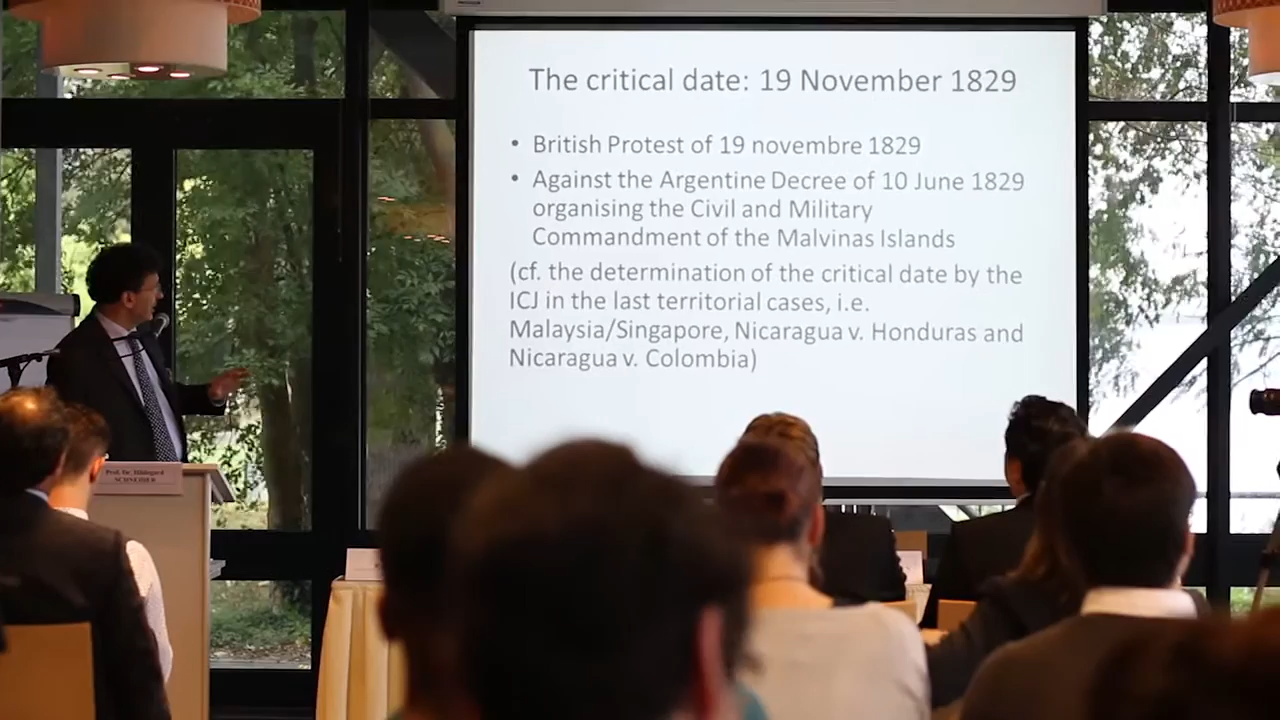 The critical date: 19 November 1829
• British Protest of 19 novembre 1829
• Against the Argentine Decree of 10 June 1829
organising the Civil and Military
Commandment of the Malvinas Islands
(cf. the determination of the critical date by the
ICJ in the last territorial cases, i.e.
Malaysia/Singapore, Nicaragua v. Honduras and
Nicaragua v. Colombia)
Prof. Dr. Hildegard
SCHNEIDER